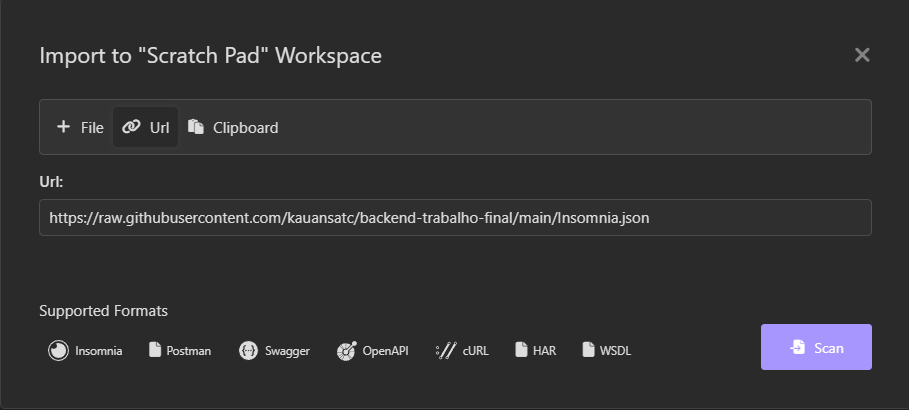 Import to "Scratch Pad" Workspace
File Url Clipboard
Url:
https://raw.githubusercontent.com/kauansatc/backend-trabalho-final/main/Insomnia.json
Supported Formats
Insomnia Postman Swagger OpenAPI cURL HAR WSDL
Scan